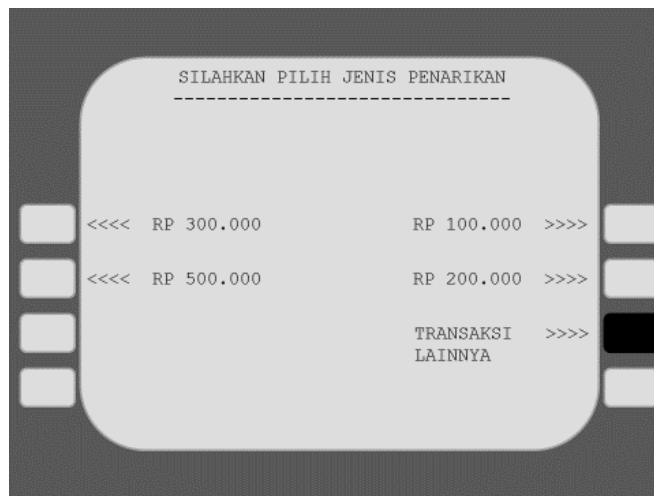 SILAHKAN PILIH JENIS PENARIKAN
-------------------------------
<<<< RP 300.000 RP 100.000 >>>>
<<<< RP 500.000 RP 200.000 >>>>
TRANSAKSI >>>>
LAINNYA